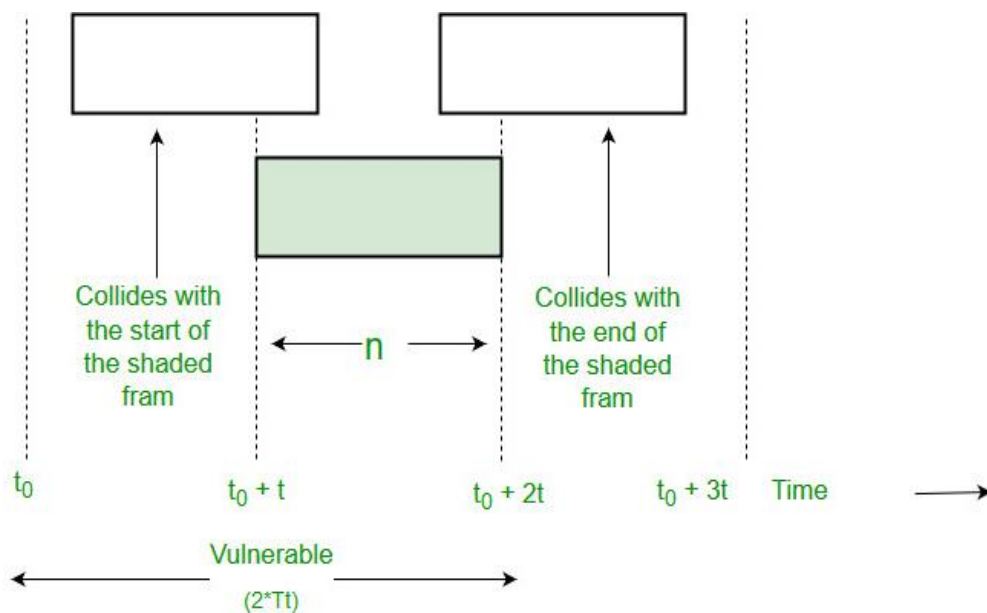 Collides with
the start of
the shaded
fram
n
Collides with
the end of
the shaded
fram
t₀
t₀ + t
t₀ + 2t
t₀ + 3t
Time
Vulnerable
(2*Tt)